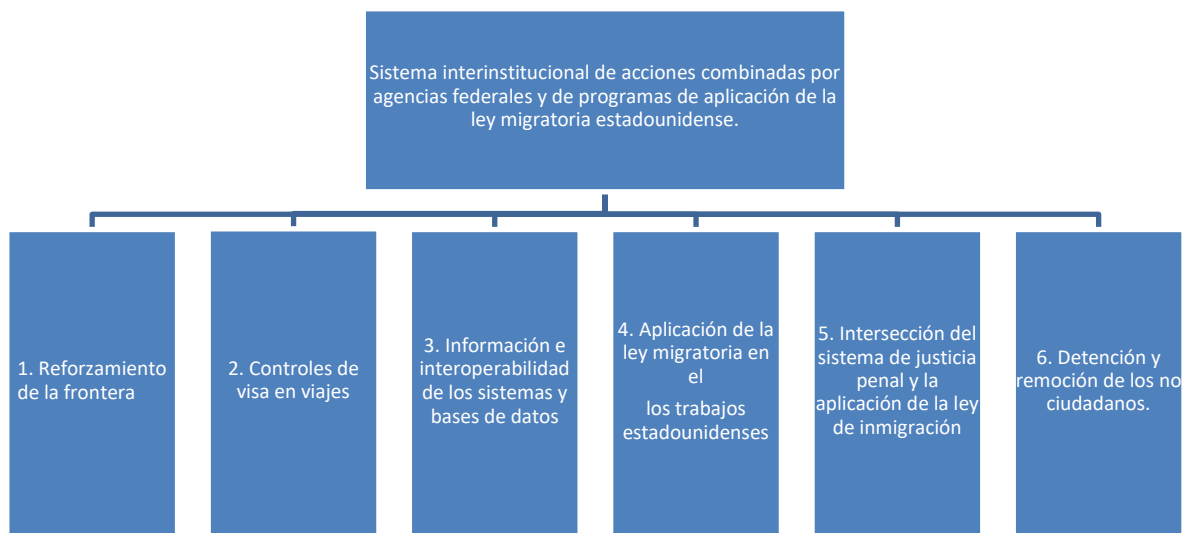 Sistema interinstitucional de acciones combinadas por
agencias federales y de programas de aplicación de la
ley migratoria estadounidense.
1. Reforzamiento
de la frontera
2. Controles de
visa en viajes
3. Información e
interoperabilidad
de los sistemas y
bases de datos
4. Aplicación de la
ley migratoria en
el
los trabajos
estadounidenses
5. Intersección del
sistema de justicia
penal y la
aplicación de la ley
de inmigración
6. Detención y
remoción de los no
ciudadanos.